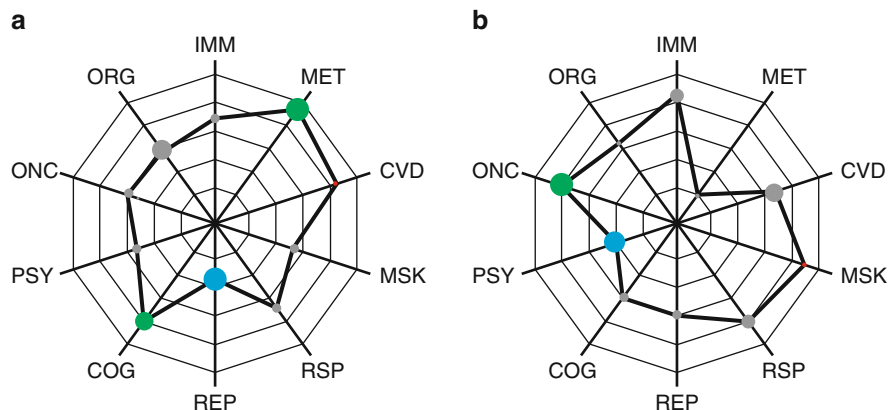 a
IMM
MET
CVD
MSK
RSP
REP
COG
PSY
ONC
ORG
b
IMM
MET
CVD
MSK
RSP
REP
COG
PSY
ONC
ORG